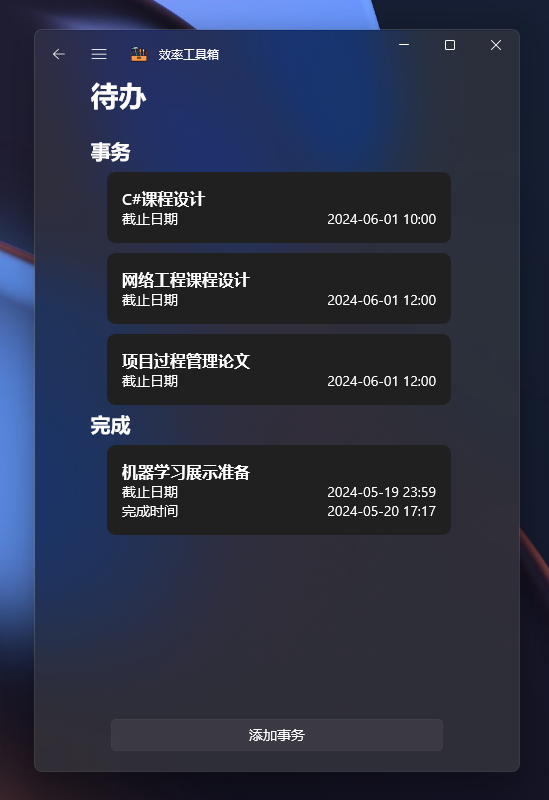 效率工具箱
待办
事务
C#课程设计
截止日期 2024-06-01 10:00
网络工程课程设计
截止日期 2024-06-01 12:00
项目过程管理论文
截止日期 2024-06-01 12:00
完成
机器学习展示准备
截止日期 2024-05-19 23:59
完成时间 2024-05-20 17:17
添加事务